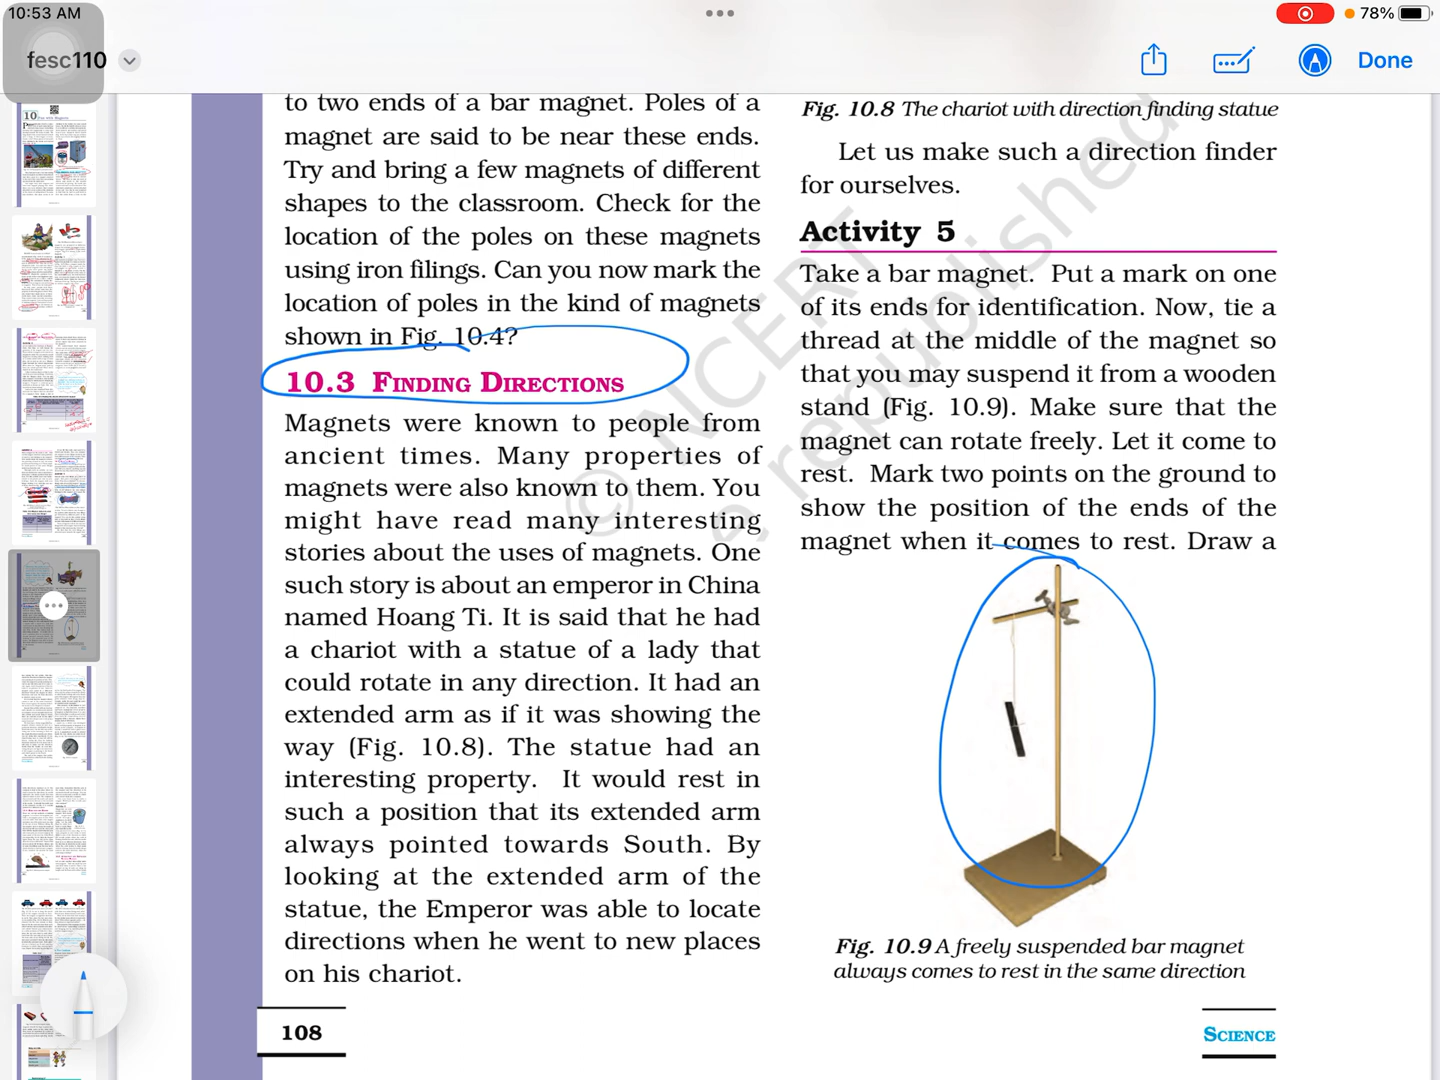 10:53 AM
78%
fesc110
Done
to two ends of a bar magnet. Poles of a
magnet are said to be near these ends.
Try and bring a few magnets of different
shapes to the classroom. Check for the
location of the poles on these magnets
using iron filings. Can you now mark the
location of poles in the kind of magnets
shown in Fig. 10.4?
10.3 FINDING DIRECTIONS
Magnets were known to people from
ancient times. Many properties of
magnets were also known to them. You
might have read many interesting
stories about the uses of magnets. One
such story is about an emperor in China
named Hoang Ti. It is said that he had
a chariot with a statue of a lady that
could rotate in any direction. It had an
extended arm as if it was showing the
way (Fig. 10.8). The statue had an
interesting property. It would rest in
such a position that its extended arm
always pointed towards South. By
looking at the extended arm of the
statue, the Emperor was able to locate
directions when he went to new places
on his chariot.
108
Fig. 10.8 The chariot with direction finding statue
Let us make such a direction finder
for ourselves.
Activity 5
Take a bar magnet. Put a mark on one
of its ends for identification. Now, tie a
thread at the middle of the magnet so
that you may suspend it from a wooden
stand (Fig. 10.9). Make sure that the
magnet can rotate freely. Let it come to
rest. Mark two points on the ground to
show the position of the ends of the
magnet when it comes to rest. Draw a
Fig. 10.9 A freely suspended bar magnet
always comes to rest in the same direction
SCIENCE
© NCERT
republished